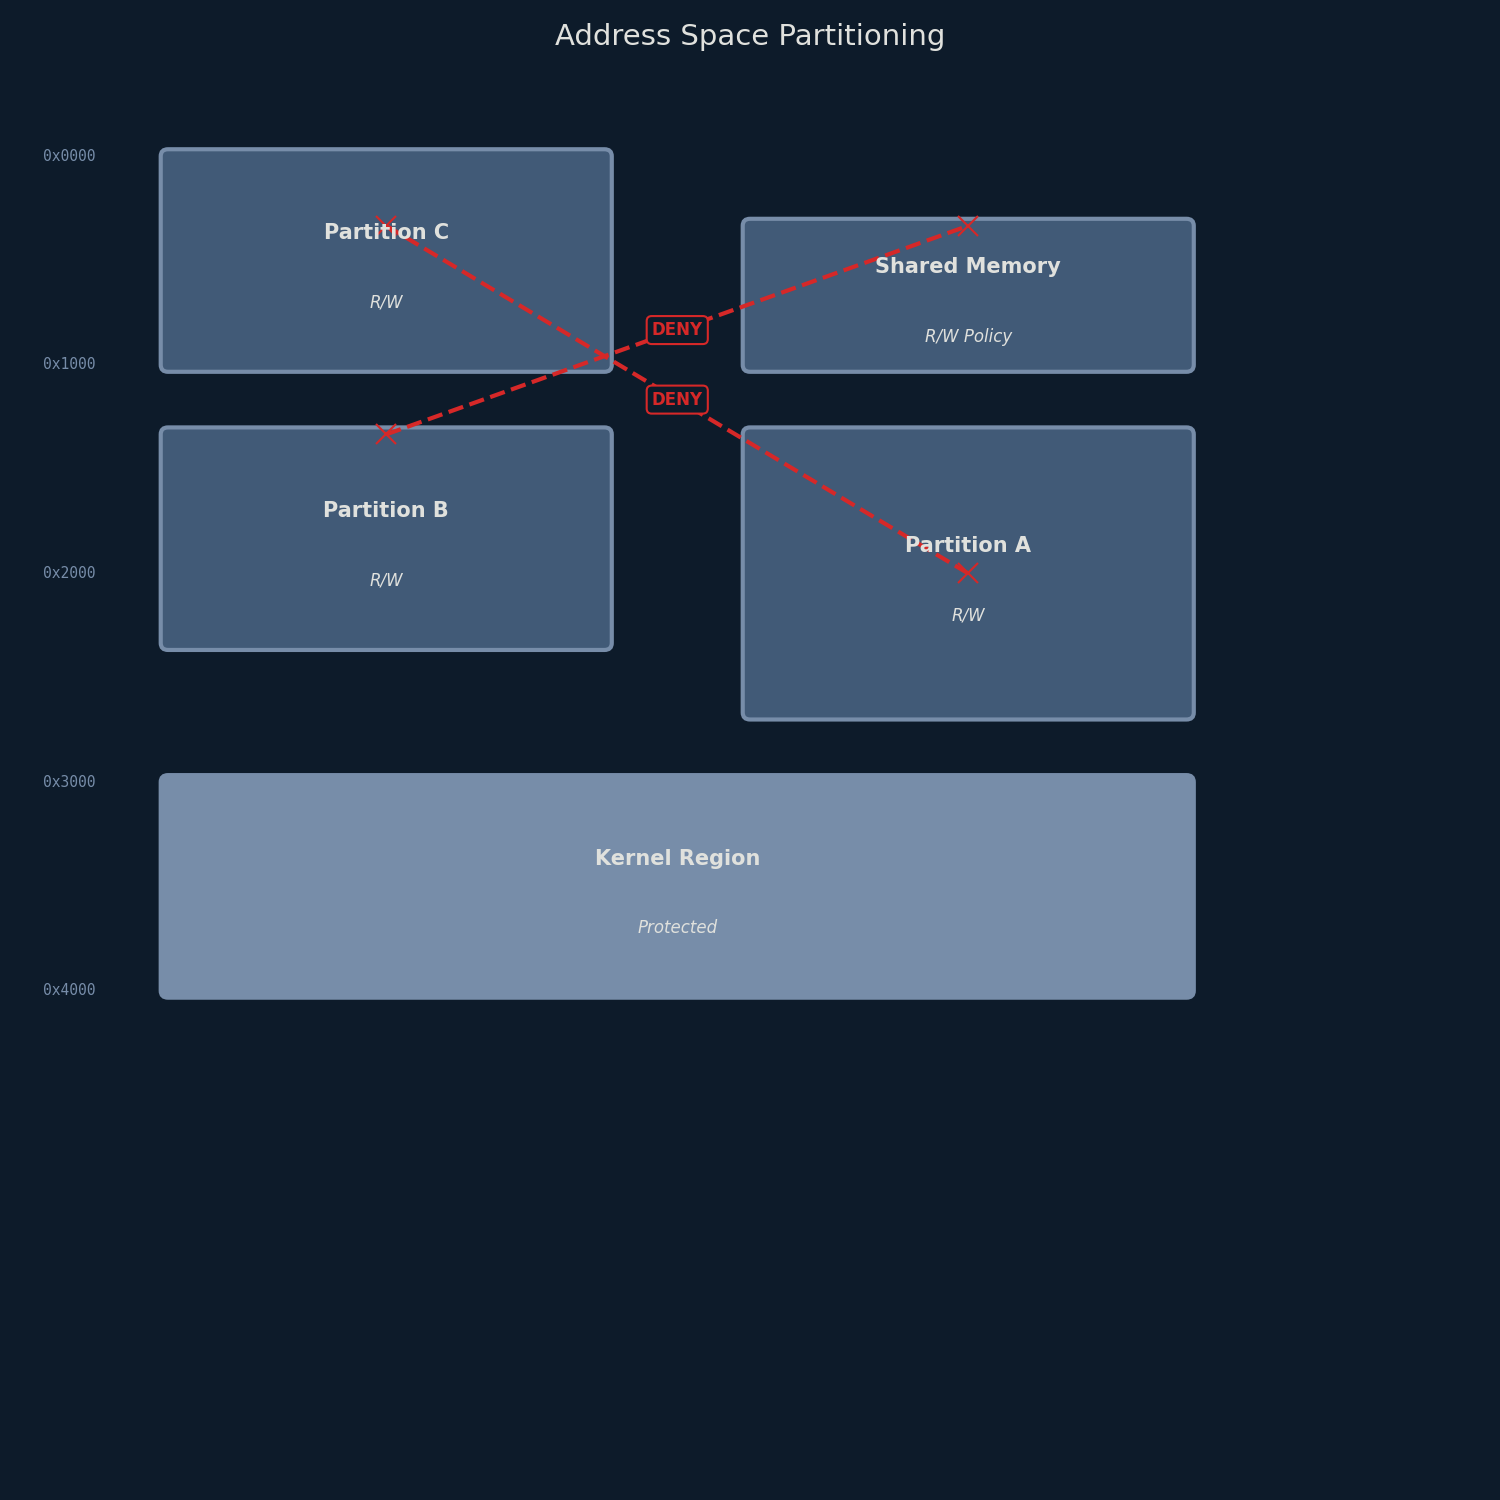 Address Space Partitioning
0x0000
Partition C
R/W
Shared Memory
R/W Policy
DENY
0x1000
DENY
Partition B
R/W
Partition A
R/W
0x2000
0x3000
Kernel Region
Protected
0x4000